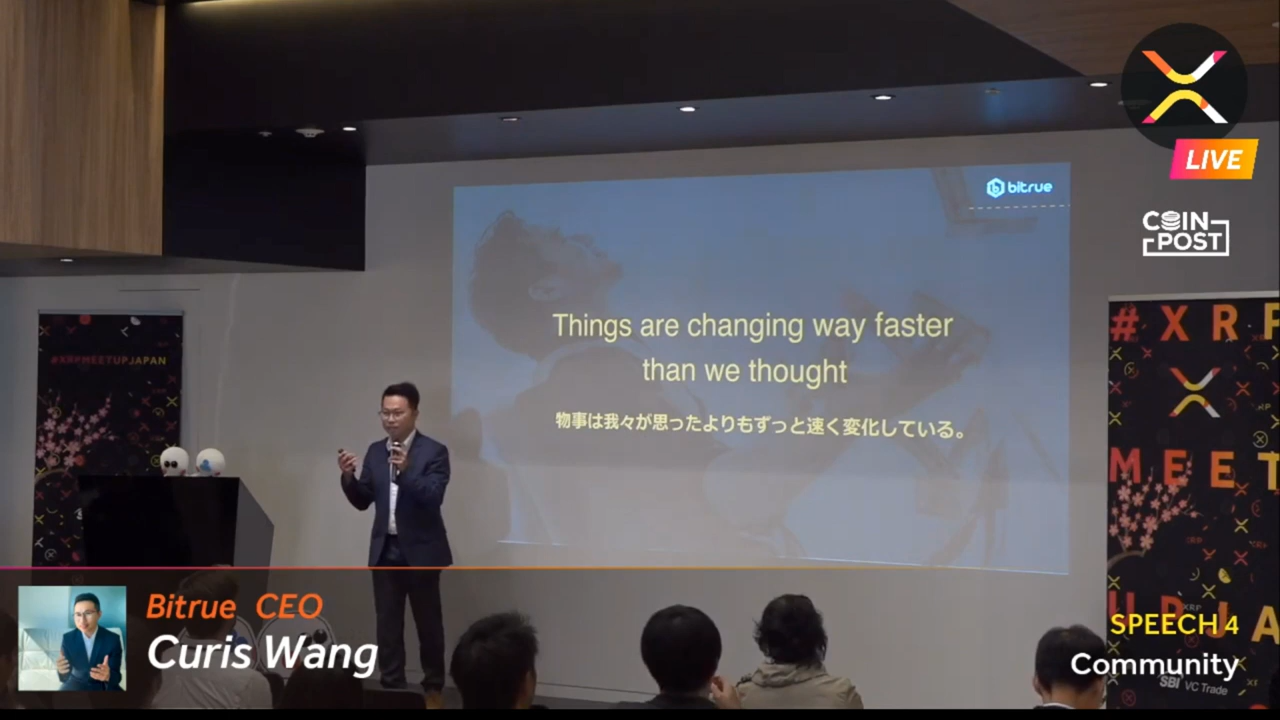 LIVE
COIN
POST
bitrue
Things are changing way faster
than we thought
物事は我々が思ったよりもずっと速く変化している。
#XRPMEETUPJAPAN
#XRP
MEET
UPJA
Bitrue CEO
Curis Wang
SPEECH 4
Community
SBI VC Trade